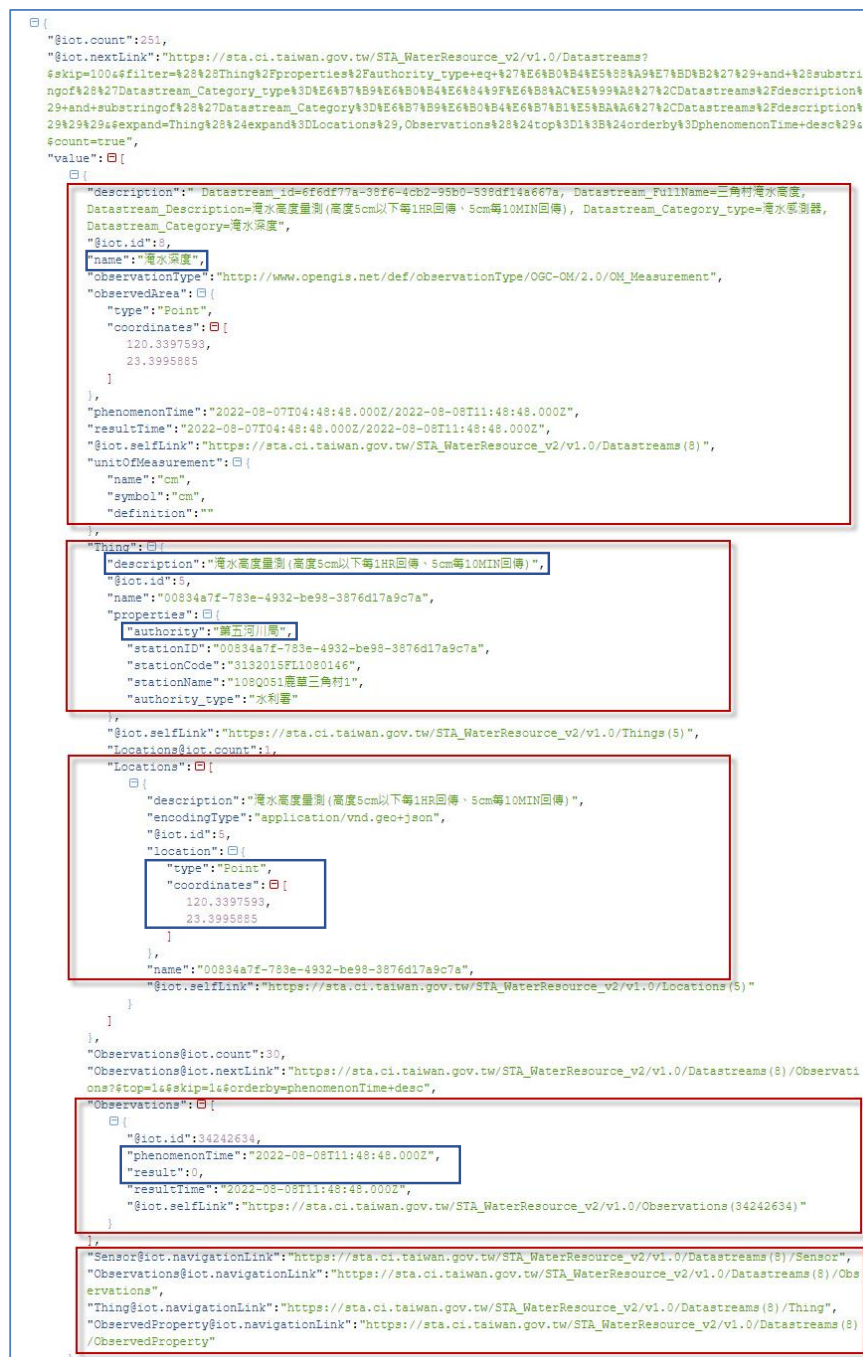 {
"@iot.count":251,
"@iot.nextLink":"https://sta.ci.taiwan.gov.tw/STA_WaterResource_v2/v1.0/Datastreams?
$skip=100&$filter=%28%28Thing%2Fproperties%2Fauthority_type+eq+%27%E6%B0%B4%E5%88%A9%E7%BD%B2%27%29+and+%28substri
ngof%28%27Datastream_Category_type%3D%E6%B7%B9%E6%B0%B4%E6%84%9F%E6%B8%AC%E5%99%A8%27%2CDatastreams%2Fdescription%
29+and+substringof%28%27Datastream_Category%3D%E6%B7%B9%E6%B0%B4%E6%B7%B1%E5%BA%A6%27%2CDatastreams%2Fdescription%
29%29%29&$expand=Thing%28%24expand%3DLocations%29,Observations%28%24top%3D1%3B%24orderby%3DphenomenonTime+desc%29&
$count=true",
"value":[
{
"description":" Datastream_id=6f6df77a-38f6-4cb2-95b0-538df14a667a, Datastream_FullName=三角村淹水高度,
Datastream_Description=淹水高度量測(高度5cm以下每1HR回傳、5cm每10MIN回傳), Datastream_Category_type=淹水感測器,
Datastream_Category=淹水深度",
"@iot.id":8,
"name":"淹水深度",
"observationType":"http://www.opengis.net/def/observationType/OGC-OM/2.0/OM_Measurement",
"observedArea":{
"type":"Point",
"coordinates":[
120.3397593,
23.3995885
]
},
"phenomenonTime":"2022-08-07T04:48:48.000Z/2022-08-08T11:48:48.000Z",
"resultTime":"2022-08-07T04:48:48.000Z/2022-08-08T11:48:48.000Z",
"@iot.selfLink":"https://sta.ci.taiwan.gov.tw/STA_WaterResource_v2/v1.0/Datastreams(8)",
"unitOfMeasurement":{
"name":"cm",
"symbol":"cm",
"definition":""
},
"Thing":{
"description":"淹水高度量測(高度5cm以下每1HR回傳、5cm每10MIN回傳)",
"@iot.id":5,
"name":"00834a7f-783e-4932-be98-3876d17a9c7a",
"properties":{
"authority":"第五河川局",
"stationID":"00834a7f-783e-4932-be98-3876d17a9c7a",
"stationCode":"3132015FL1080146",
"stationName":"108Q051鹿草三角村1",
"authority_type":"水利署"
},
"@iot.selfLink":"https://sta.ci.taiwan.gov.tw/STA_WaterResource_v2/v1.0/Things(5)",
"Locations@iot.count":1,
"Locations":[
{
"description":"淹水高度量測(高度5cm以下每1HR回傳、5cm每10MIN回傳)",
"encodingType":"application/vnd.geo+json",
"@iot.id":5,
"location":{
"type":"Point",
"coordinates":[
120.3397593,
23.3995885
]
},
"name":"00834a7f-783e-4932-be98-3876d17a9c7a",
"@iot.selfLink":"https://sta.ci.taiwan.gov.tw/STA_WaterResource_v2/v1.0/Locations(5)"
}
]
},
"Observations@iot.count":30,
"Observations@iot.nextLink":"https://sta.ci.taiwan.gov.tw/STA_WaterResource_v2/v1.0/Datastreams(8)/Observati
ons?$top=1&$skip=1&$orderby=phenomenonTime+desc",
"Observations":[
{
"@iot.id":34242634,
"phenomenonTime":"2022-08-08T11:48:48.000Z",
"result":0,
"resultTime":"2022-08-08T11:48:48.000Z",
"@iot.selfLink":"https://sta.ci.taiwan.gov.tw/STA_WaterResource_v2/v1.0/Observations(34242634)"
}
],
"Sensor@iot.navigationLink":"https://sta.ci.taiwan.gov.tw/STA_WaterResource_v2/v1.0/Datastreams(8)/Sensor",
"Observations@iot.navigationLink":"https://sta.ci.taiwan.gov.tw/STA_WaterResource_v2/v1.0/Datastreams(8)/Obs
ervations",
"Thing@iot.navigationLink":"https://sta.ci.taiwan.gov.tw/STA_WaterResource_v2/v1.0/Datastreams(8)/Thing",
"ObservedProperty@iot.navigationLink":"https://sta.ci.taiwan.gov.tw/STA_WaterResource_v2/v1.0/Datastreams(8)
/ObservedProperty"